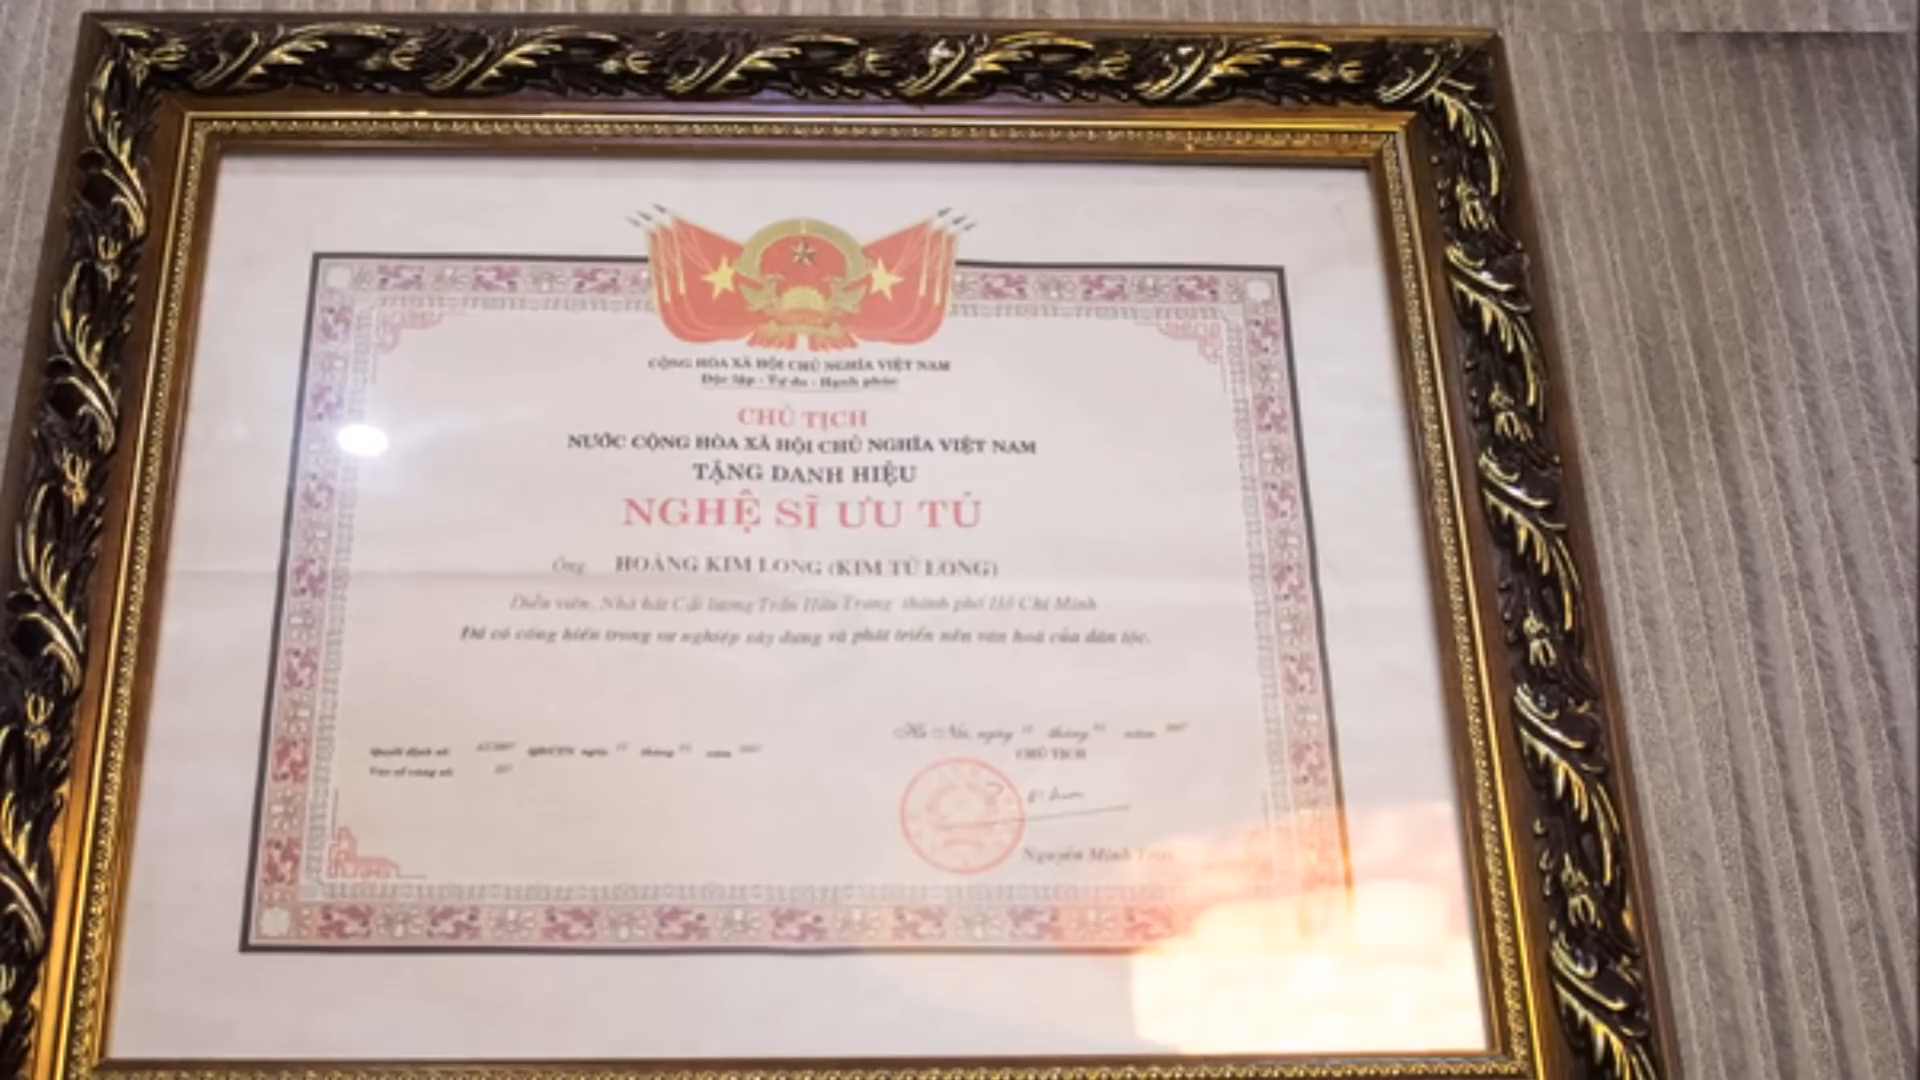 CỘNG HÒA XÃ HỘI CHỦ NGHĨA VIỆT NAM
Độc lập - Tự do - Hạnh phúc
CHỦ TỊCH
NƯỚC CỘNG HÒA XÃ HỘI CHỦ NGHĨA VIỆT NAM
TẶNG DANH HIỆU
NGHỆ SĨ ƯU TÚ
Ông HOÀNG KIM LONG (KIM TỬ LONG)
Diễn viên, Nhà hát Cải lương Trần Hữu Trang thành phố Hồ Chí Minh
Đã có công hiến trong sự nghiệp xây dựng và phát triển nền văn hoá của dân tộc.
Hà Nội, ngày tháng năm
CHỦ TỊCH
Quyết định số: QĐ/CTN ngày tháng năm
Vào sổ vàng số:
Nguyễn Minh